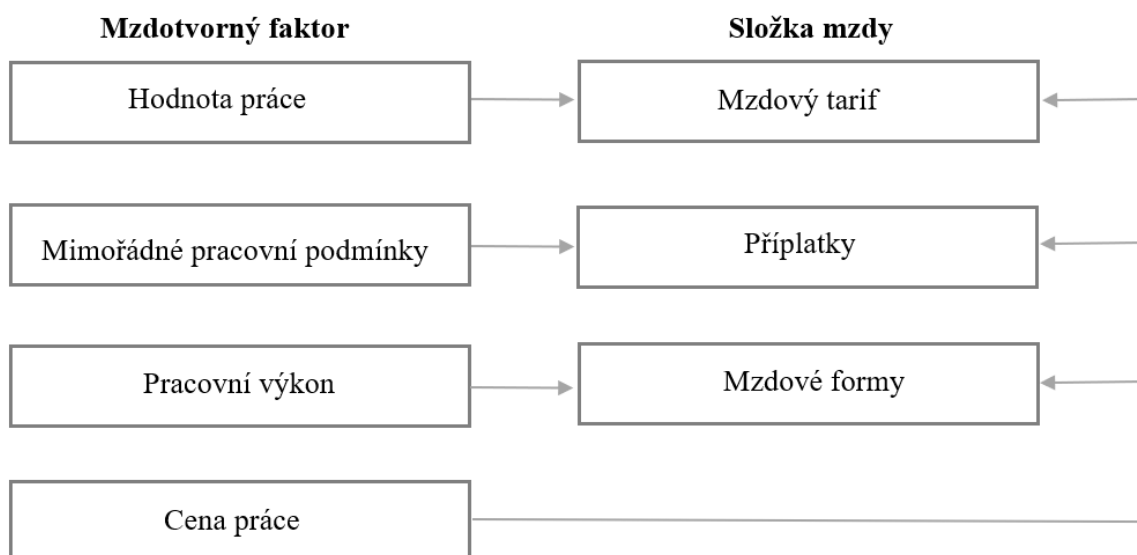 Mzdotvorný faktor
Složka mzdy
Hodnota práce
Mzdový tarif
Mimořádné pracovní podmínky
Příplatky
Pracovní výkon
Mzdové formy
Cena práce